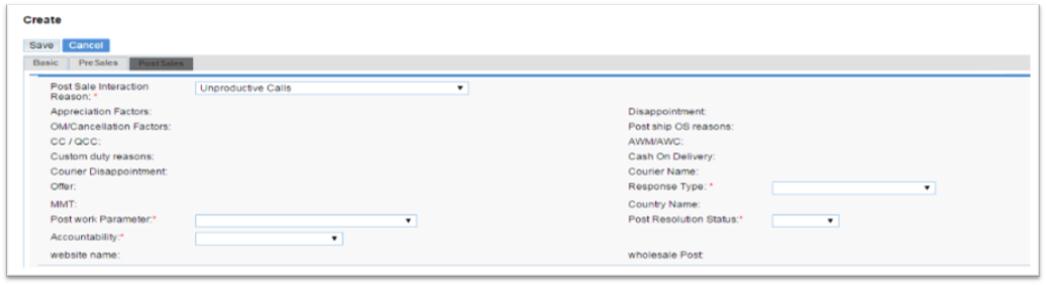 Create
Save Cancel
Basic PreSales PostSales
Post Sale Interaction
Reason: * Unproductive Calls
Appreciation Factors: Disappointment:
OM/Cancellation Factors: Post ship OS reasons:
CC / QCC: AWM/AWC:
Custom duty reasons: Cash On Delivery:
Courier Disappointment: Courier Name:
Offer: Response Type: *
MMT: Country Name:
Post work Parameter:* Post Resolution Status:*
Accountability:*
website name: wholesale Post: